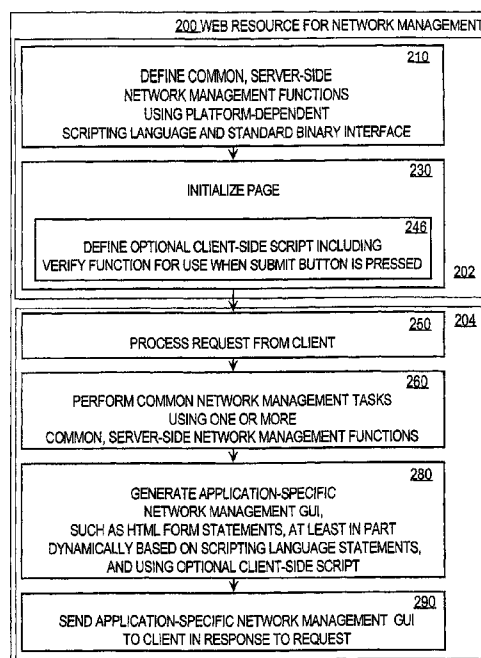 200 WEB RESOURCE FOR NETWORK MANAGEMENT
210
DEFINE COMMON, SERVER-SIDE
NETWORK MANAGEMENT FUNCTIONS
USING PLATFORM-DEPENDENT
SCRIPTING LANGUAGE AND STANDARD BINARY INTERFACE
230
INITIALIZE PAGE
246
DEFINE OPTIONAL CLIENT-SIDE SCRIPT INCLUDING
VERIFY FUNCTION FOR USE WHEN SUBMIT BUTTON IS PRESSED
202
204
250
PROCESS REQUEST FROM CLIENT
260
PERFORM COMMON NETWORK MANAGEMENT TASKS
USING ONE OR MORE
COMMON, SERVER-SIDE NETWORK MANAGEMENT FUNCTIONS
280
GENERATE APPLICATION-SPECIFIC
NETWORK MANAGEMENT GUI,
SUCH AS HTML FORM STATEMENTS, AT LEAST IN PART
DYNAMICALLY BASED ON SCRIPTING LANGUAGE STATEMENTS,
AND USING OPTIONAL CLIENT-SIDE SCRIPT
290
SEND APPLICATION-SPECIFIC NETWORK MANAGEMENT GUI
TO CLIENT IN RESPONSE TO REQUEST